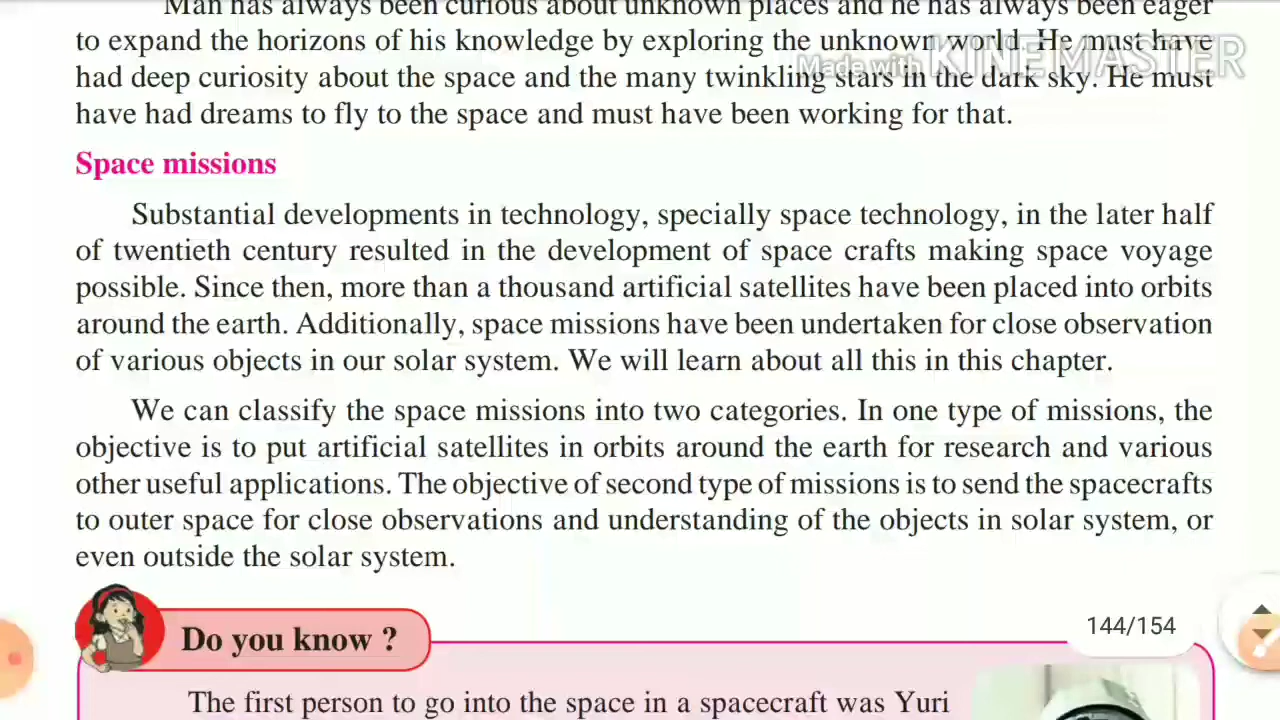 Man has always been curious about unknown places and he has always been eager
to expand the horizons of his knowledge by exploring the unknown world. He must have
had deep curiosity about the space and the many twinkling stars in the dark sky. He must
have had dreams to fly to the space and must have been working for that.
Made with KINEMASTER
Space missions
Substantial developments in technology, specially space technology, in the later half
of twentieth century resulted in the development of space crafts making space voyage
possible. Since then, more than a thousand artificial satellites have been placed into orbits
around the earth. Additionally, space missions have been undertaken for close observation
of various objects in our solar system. We will learn about all this in this chapter.
We can classify the space missions into two categories. In one type of missions, the
objective is to put artificial satellites in orbits around the earth for research and various
other useful applications. The objective of second type of missions is to send the spacecrafts
to outer space for close observations and understanding of the objects in solar system, or
even outside the solar system.
144/154
Do you know ?
The first person to go into the space in a spacecraft was Yuri